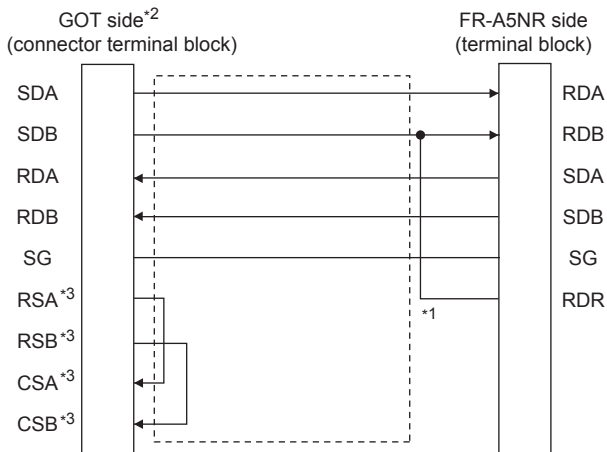 GOT side*2
(connector terminal block)
FR-A5NR side
(terminal block)
SDA
RDA
SDB
RDB
RDA
SDA
RDB
SDB
SG
SG
RSA*3
RDR
*1
RSB*3
CSA*3
CSB*3